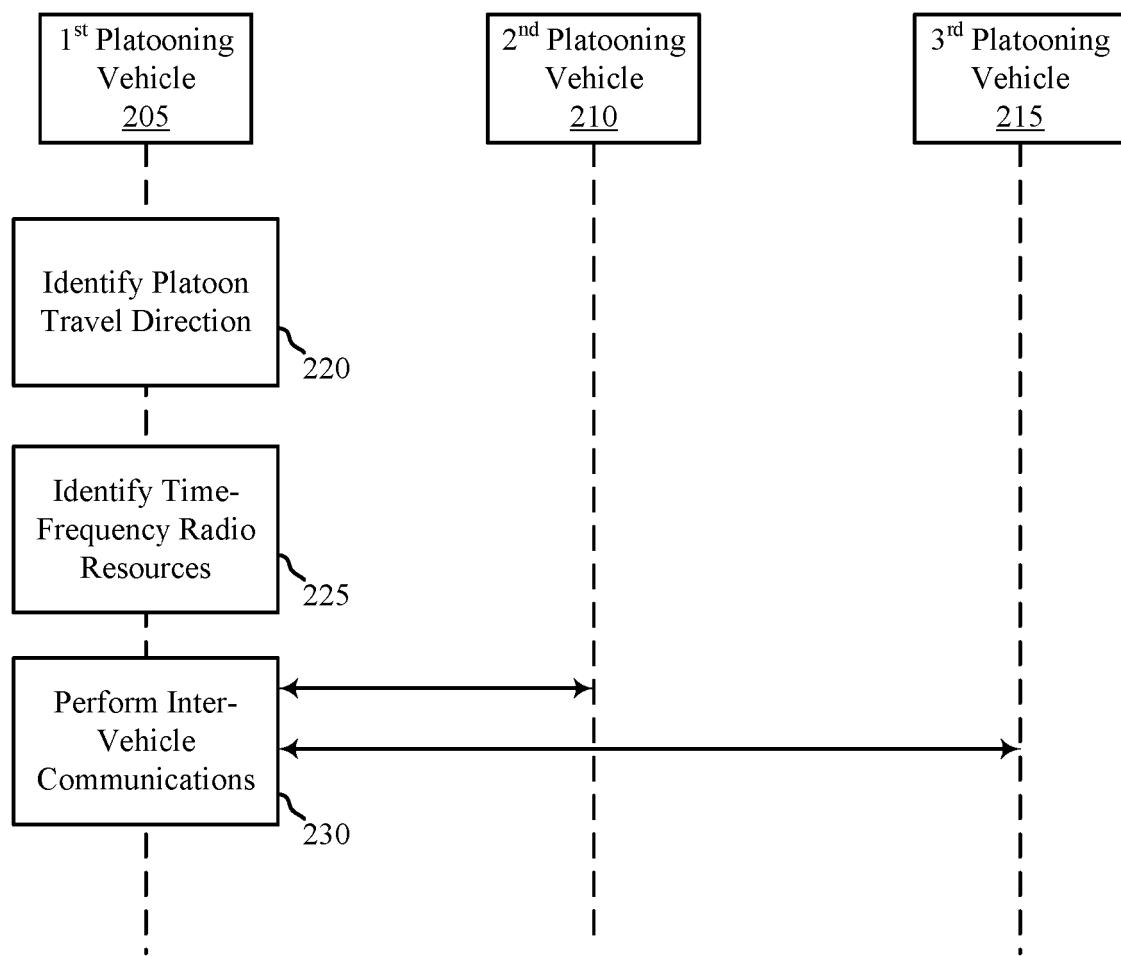 1st Platooning
Vehicle
205
2nd Platooning
Vehicle
210
3rd Platooning
Vehicle
215
Identify Platoon
Travel Direction
220
Identify Time-
Frequency Radio
Resources
225
Perform Inter-
Vehicle
Communications
230